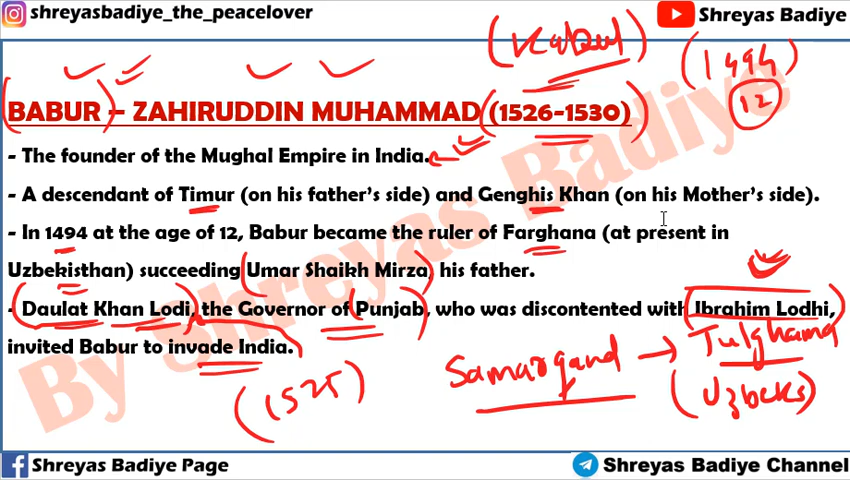 shreyasbadiye_the_peacelover
Shreyas Badiye
(Kabul)
(1494)
12
BABUR – ZAHIRUDDIN MUHAMMAD (1526-1530)
- The founder of the Mughal Empire in India.
- A descendant of Timur (on his father's side) and Genghis Khan (on his Mother's side).
- In 1494 at the age of 12, Babur became the ruler of Farghana (at present in
Uzbekisthan) succeeding Umar Shaikh Mirza, his father.
- Daulat Khan Lodi, the Governor of Punjab, who was discontented with Ibrahim Lodhi,
invited Babur to invade India.
Samarqand → Tulghama
(1525)
(Uzbeks)
By Shreyas Badiye
Shreyas Badiye Page
Shreyas Badiye Channel